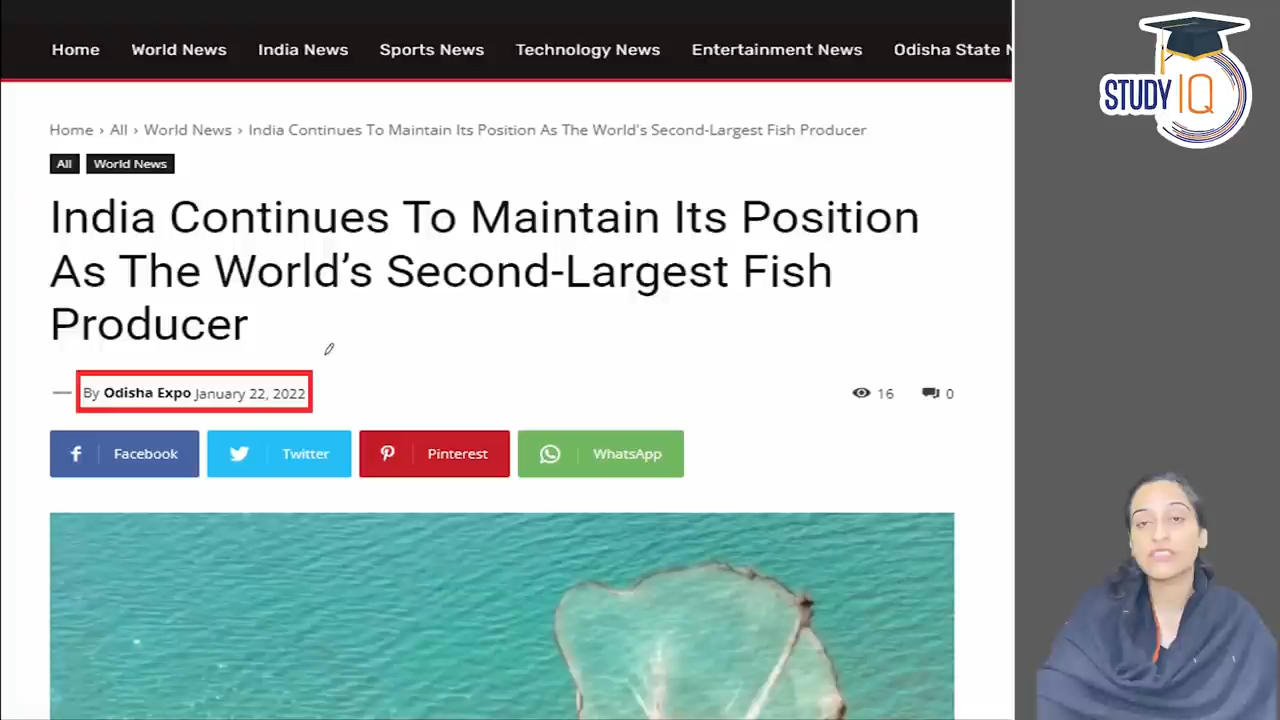 Home World News India News Sports News Technology News Entertainment News Odisha State N
STUDY IQ
Home › All › World News › India Continues To Maintain Its Position As The World's Second-Largest Fish Producer
All World News
India Continues To Maintain Its Position
As The World’s Second-Largest Fish
Producer
By Odisha Expo January 22, 2022
16 0
Facebook Twitter Pinterest WhatsApp